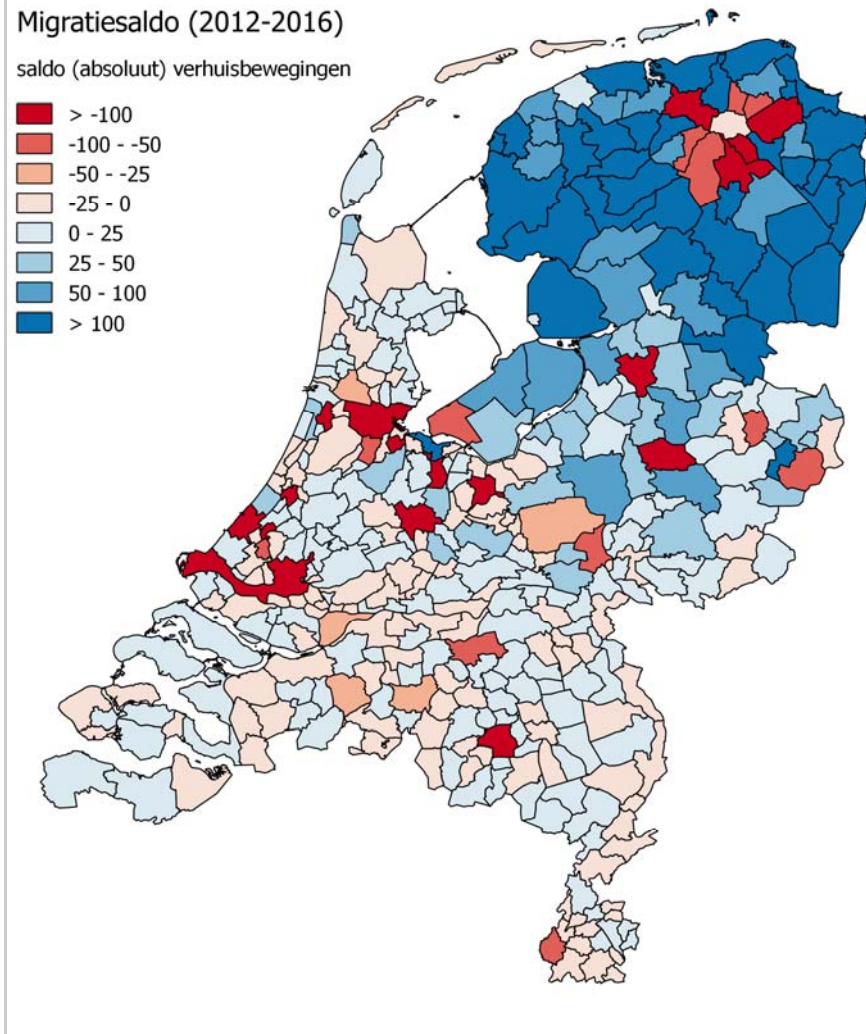 Migratiesaldo (2012-2016)
saldo (absoluut) verhuisbewegingen
> -100
-100 - -50
-50 - -25
-25 - 0
0 - 25
25 - 50
50 - 100
> 100